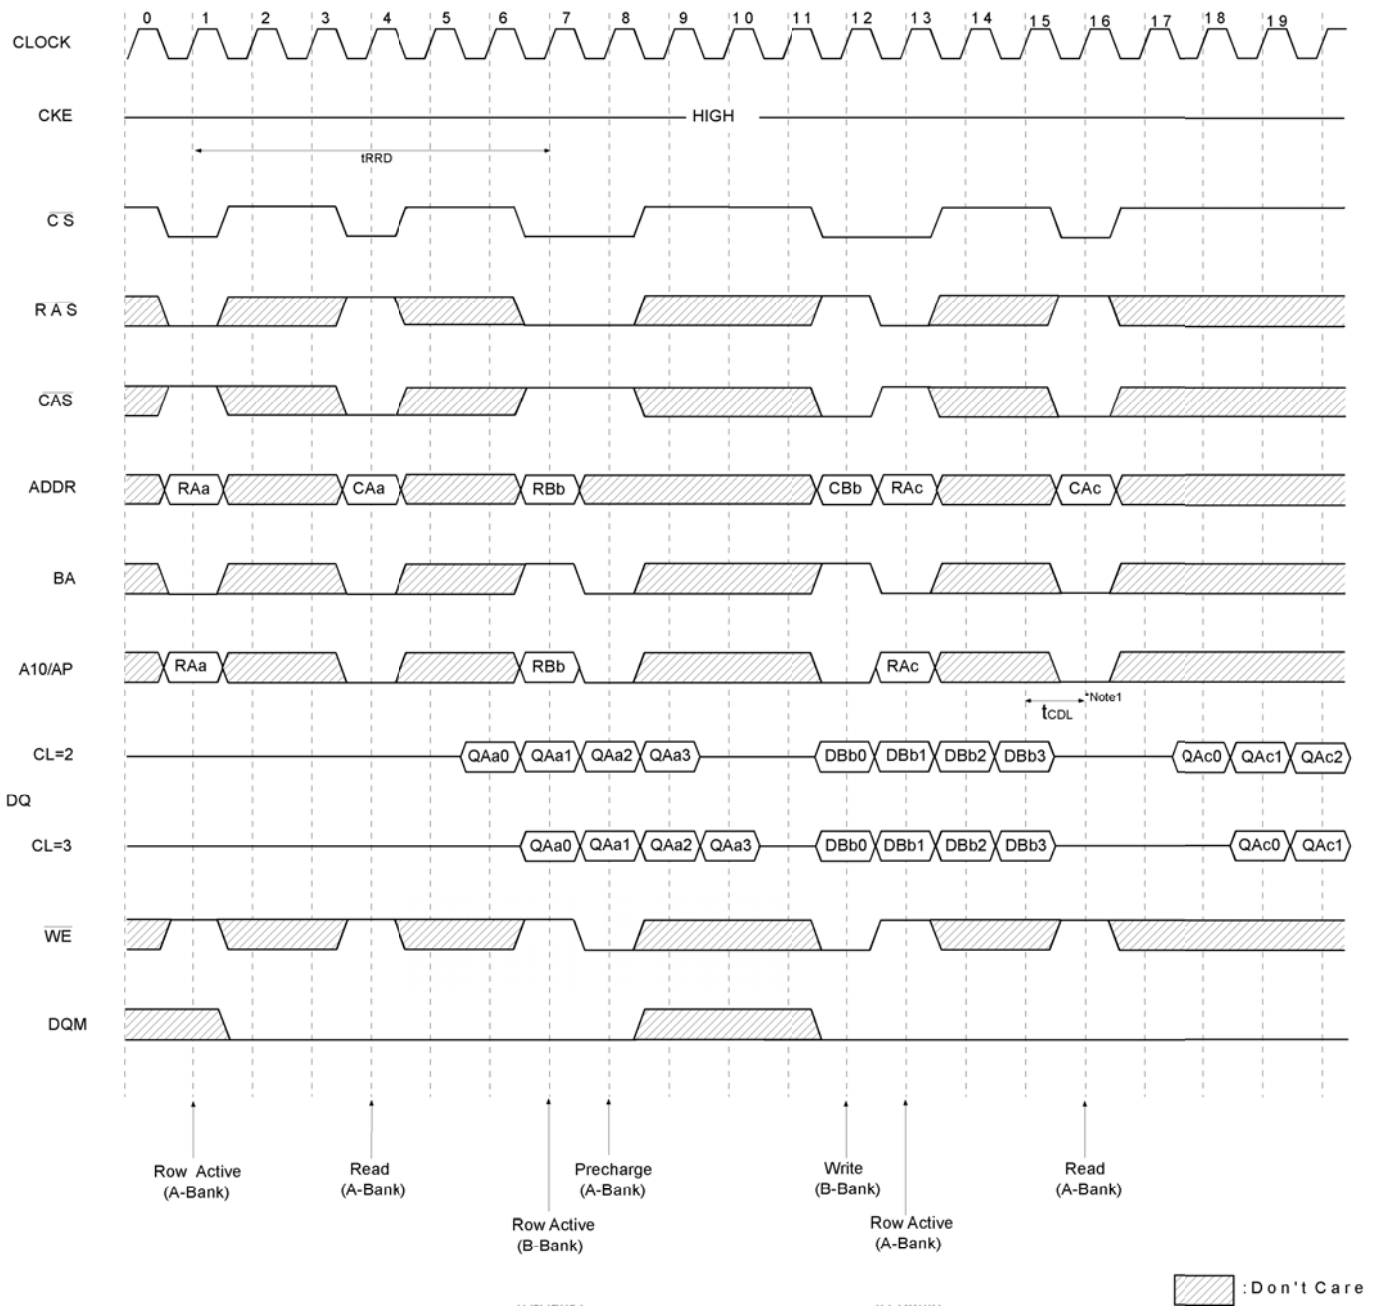 0 1 2 3 4 5 6 7 8 9 10 11 12 13 14 15 16 17 18 19
CLOCK
CKE HIGH
tRRD
CS
RAS
CAS
ADDR RAa CAa RBb CBb RAc CAc
BA
A10/AP RAa RBb RAc
tCDL *Note1
CL=2 QAa0 QAa1 QAa2 QAa3 DBb0 DBb1 DBb2 DBb3 QAc0 QAc1 QAc2
DQ
CL=3 QAa0 QAa1 QAa2 QAa3 DBb0 DBb1 DBb2 DBb3 QAc0 QAc1
WE
DQM
Row Active
(A-Bank)
Read
(A-Bank)
Row Active
(B-Bank)
Precharge
(A-Bank)
Write
(B-Bank)
Row Active
(A-Bank)
Read
(A-Bank)
:Don't Care